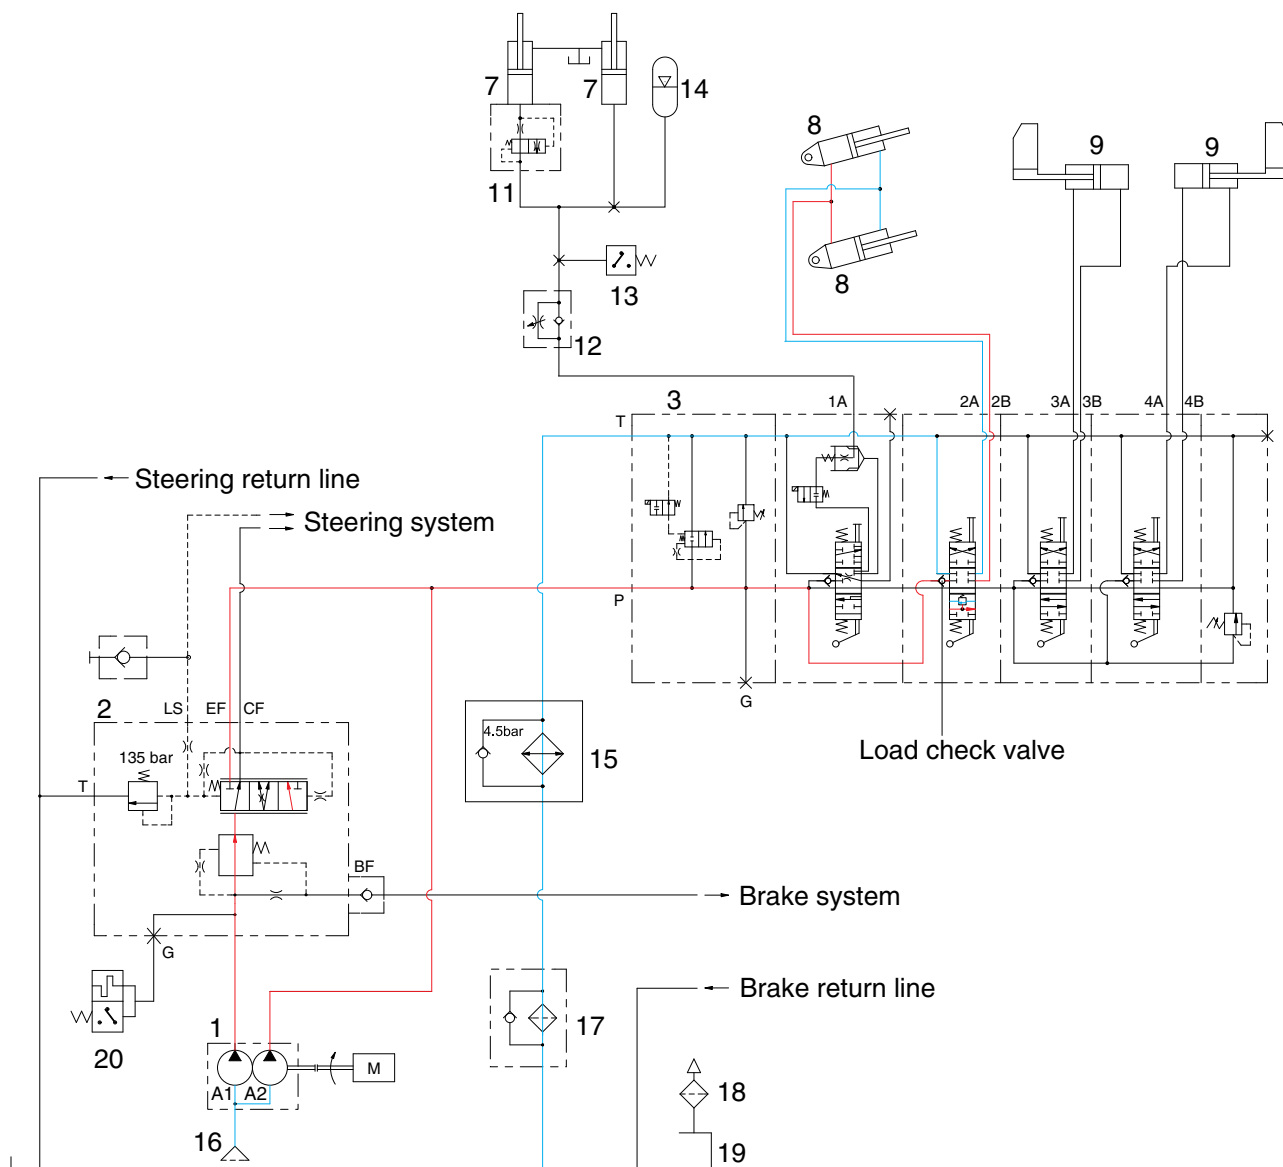 7
7
14
8
9
9
11
8
13
12
3
1A
2A
2B
3A
3B
4A
4B
T
Steering return line
Steering system
P
G
2
LS
EF
CF
4.5bar
15
Load check valve
135 bar
T
BF
Brake system
G
Brake return line
17
20
1
M
A1
A2
18
16
19